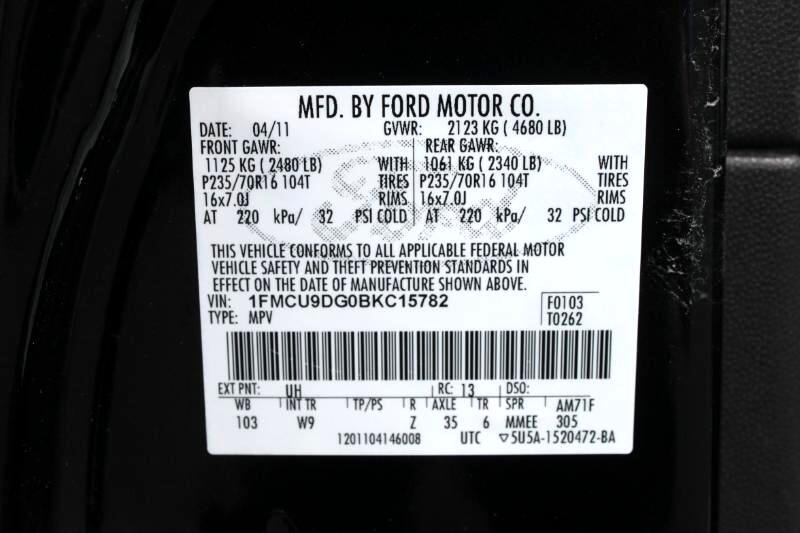 MFD. BY FORD MOTOR CO.
DATE: 04/11 GVWR: 2123 KG ( 4680 LB)
FRONT GAWR: REAR GAWR:
1125 KG ( 2480 LB) WITH 1061 KG ( 2340 LB) WITH
P235/70R16 104T TIRES P235/70R16 104T TIRES
16x7.0J RIMS 16x7.0J RIMS
AT 220 kPa/ 32 PSI COLD AT 220 kPa/ 32 PSI COLD
THIS VEHICLE CONFORMS TO ALL APPLICABLE FEDERAL MOTOR
VEHICLE SAFETY AND THEFT PREVENTION STANDARDS IN
EFFECT ON THE DATE OF MANUFACTURE SHOWN ABOVE.
VIN: 1FMCU9DG0BKC15782 F0103
TYPE: MPV T0262
EXT PNT: UH RC: 13 DSO:
WB INT TR TP/PS R AXLE TR SPR AM71F
103 W9 Z 35 6 MMEE 305
1201104146008 UTC ▽5U5A-1520472-BA